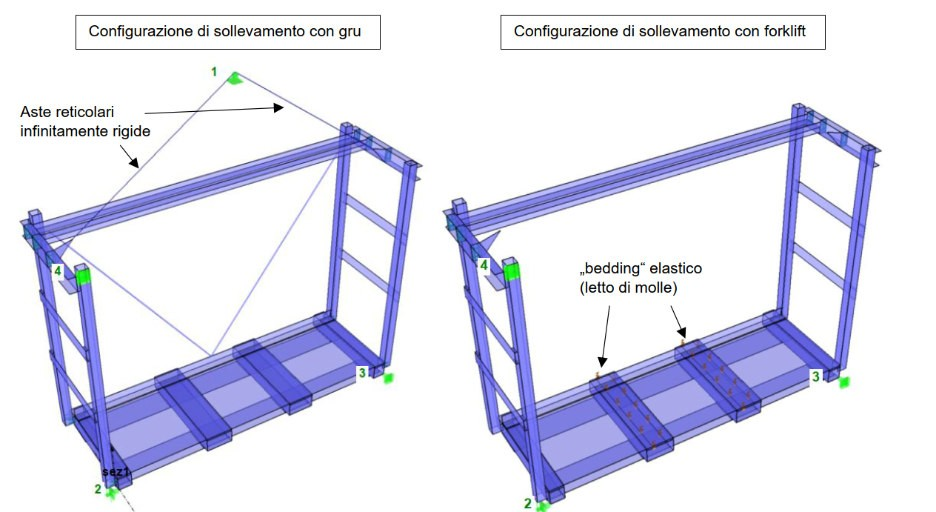 Configurazione di sollevamento con gru
Configurazione di sollevamento con forklift
1
Aste reticolari
infinitamente rigide
4
3
sez1
2
„bedding“ elastico
(letto di molle)
4
3
2